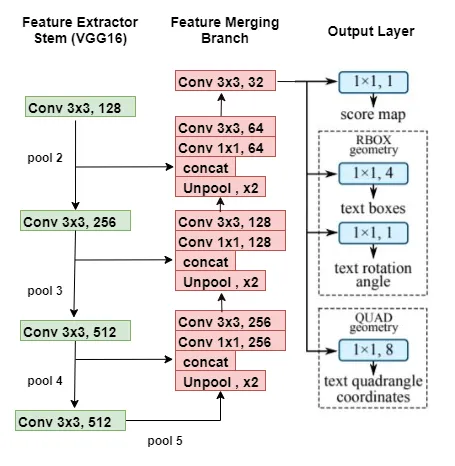 Feature Extractor
Stem (VGG16)
Feature Merging
Branch
Output Layer
Conv 3x3, 128
pool 2
Conv 3x3, 256
pool 3
Conv 3x3, 512
pool 4
Conv 3x3, 512
pool 5
Conv 3x3, 32
Conv 3x3, 64
Conv 1x1, 64
concat
Unpool , x2
Conv 3x3, 128
Conv 1x1, 128
concat
Unpool , x2
Conv 3x3, 256
Conv 1x1, 256
concat
Unpool , x2
1×1, 1
score map
RBOX
geometry
1×1, 4
text boxes
1×1, 1
text rotation
angle
QUAD
geometry
1×1, 8
text quadrangle
coordinates